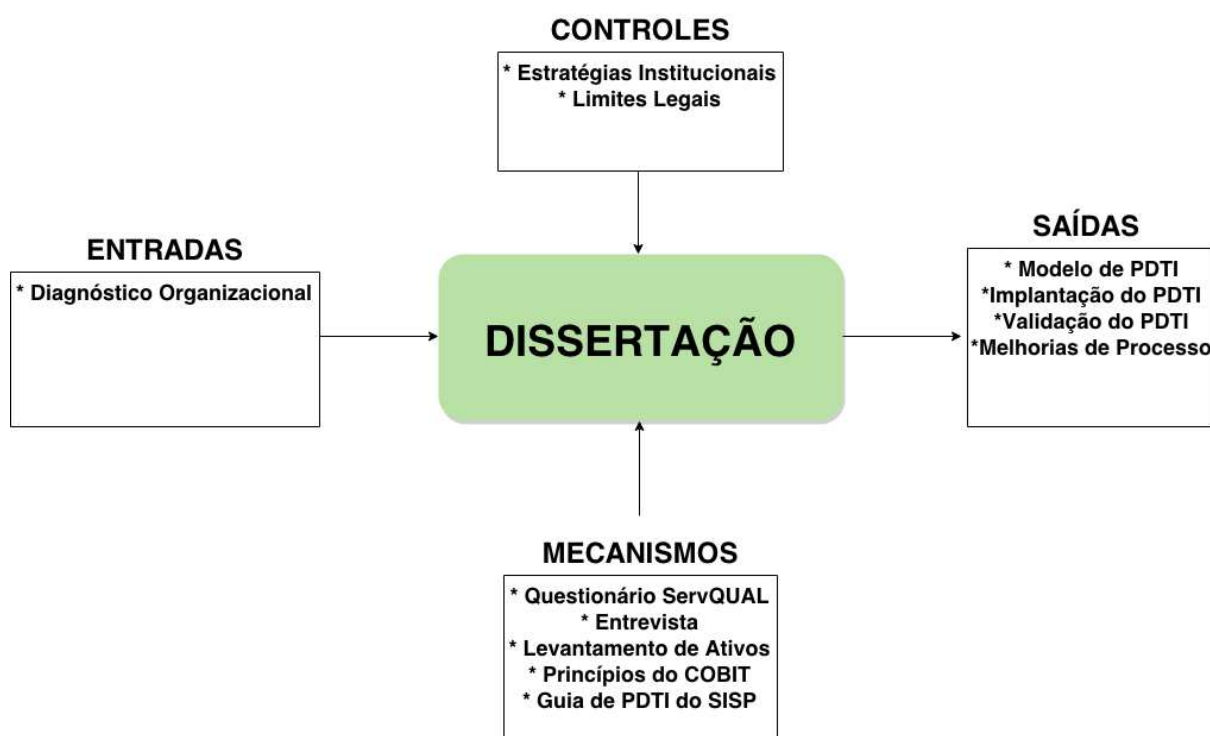 CONTROLES
* Estratégias Institucionais
* Limites Legais
ENTRADAS
* Diagnóstico Organizacional
DISSERTAÇÃO
SAÍDAS
* Modelo de PDTI
*Implantação do PDTI
*Validação do PDTI
*Melhorias de Processo
MECANISMOS
* Questionário ServQUAL
* Entrevista
* Levantamento de Ativos
* Princípios do COBIT
* Guia de PDTI do SISP